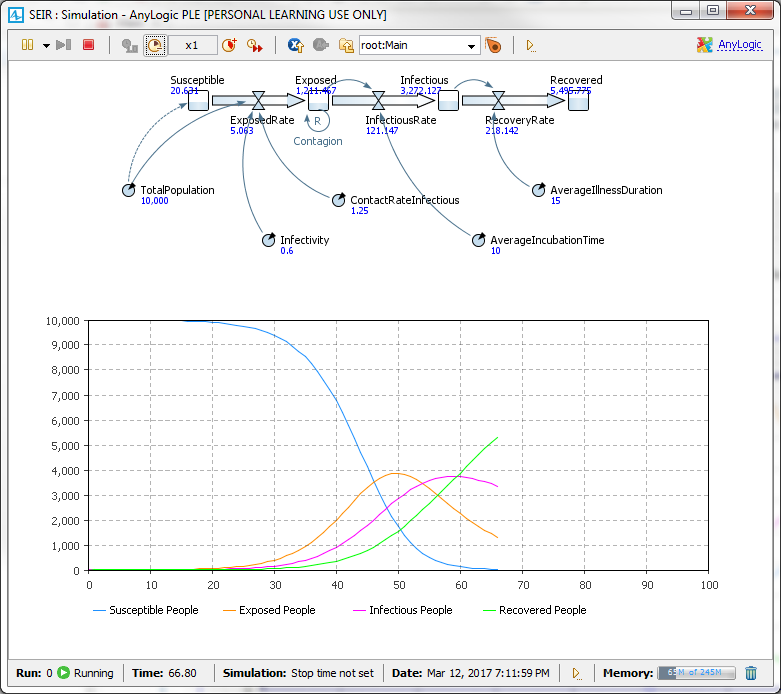 SEIR : Simulation - AnyLogic PLE [PERSONAL LEARNING USE ONLY]
x1 root:Main AnyLogic
Susceptible Exposed Infectious Recovered
20.631 1,211.457 3,272.127 5,495.775
ExposedRate R InfectiousRate RecoveryRate
5.063 121.147 218.142
Contagion
TotalPopulation AverageIllnessDuration
10,000 15
ContactRateInfectious
1.25
Infectivity AverageIncubationTime
0.6 10
10,000
9,000
8,000
7,000
6,000
5,000
4,000
3,000
2,000
1,000
0
0 10 20 30 40 50 60 70 80 90 100
Susceptible People Exposed People Infectious People Recovered People
Run: 0 Running Time: 66.80 Simulation: Stop time not set Date: Mar 12, 2017 7:11:59 PM Memory: of 245M